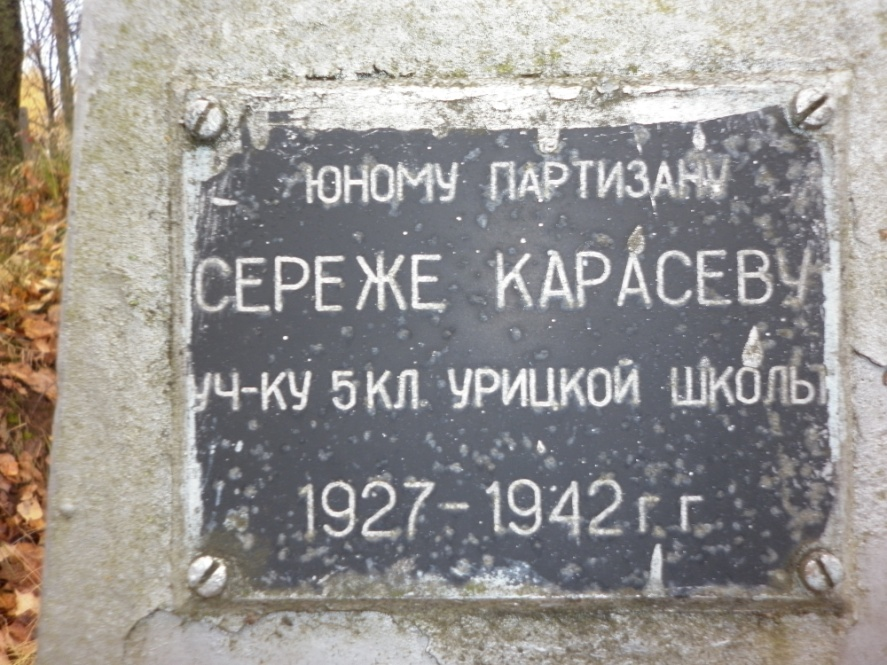 ЮНОМУ ПАРТИЗАНУ
СЕРЕЖЕ КАРАСЕВУ
УЧ-КУ 5 КЛ УРИЦКОЙ ШКОЛЫ
1927-1942 г г